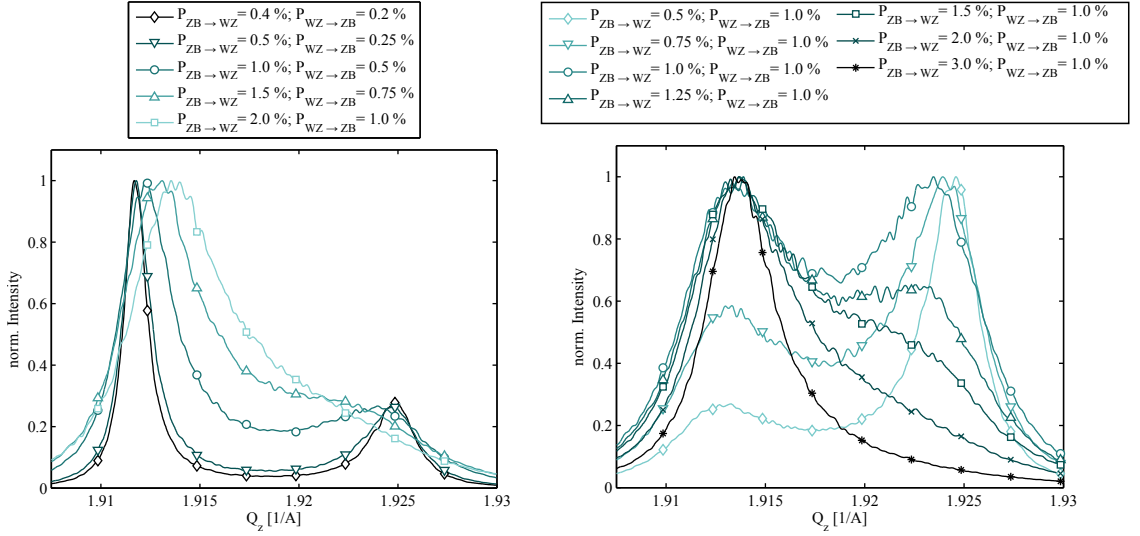 P_ZB→WZ= 0.4 %; P_WZ→ZB= 0.2 %
P_ZB→WZ= 0.5 %; P_WZ→ZB= 0.25 %
P_ZB→WZ= 1.0 %; P_WZ→ZB= 0.5 %
P_ZB→WZ= 1.5 %; P_WZ→ZB= 0.75 %
P_ZB→WZ= 2.0 %; P_WZ→ZB= 1.0 %
1
0.8
0.6
0.4
0.2
0
norm. Intensity
1.91 1.915 1.92 1.925 1.93
Q_z [1/A]
P_ZB→WZ= 0.5 %; P_WZ→ZB= 1.0 %
P_ZB→WZ= 0.75 %; P_WZ→ZB= 1.0 %
P_ZB→WZ= 1.0 %; P_WZ→ZB= 1.0 %
P_ZB→WZ= 1.25 %; P_WZ→ZB= 1.0 %
P_ZB→WZ= 1.5 %; P_WZ→ZB= 1.0 %
P_ZB→WZ= 2.0 %; P_WZ→ZB= 1.0 %
P_ZB→WZ= 3.0 %; P_WZ→ZB= 1.0 %
1
0.8
0.6
0.4
0.2
0
norm. Intensity
1.91 1.915 1.92 1.925 1.93
Q_z [1/A]